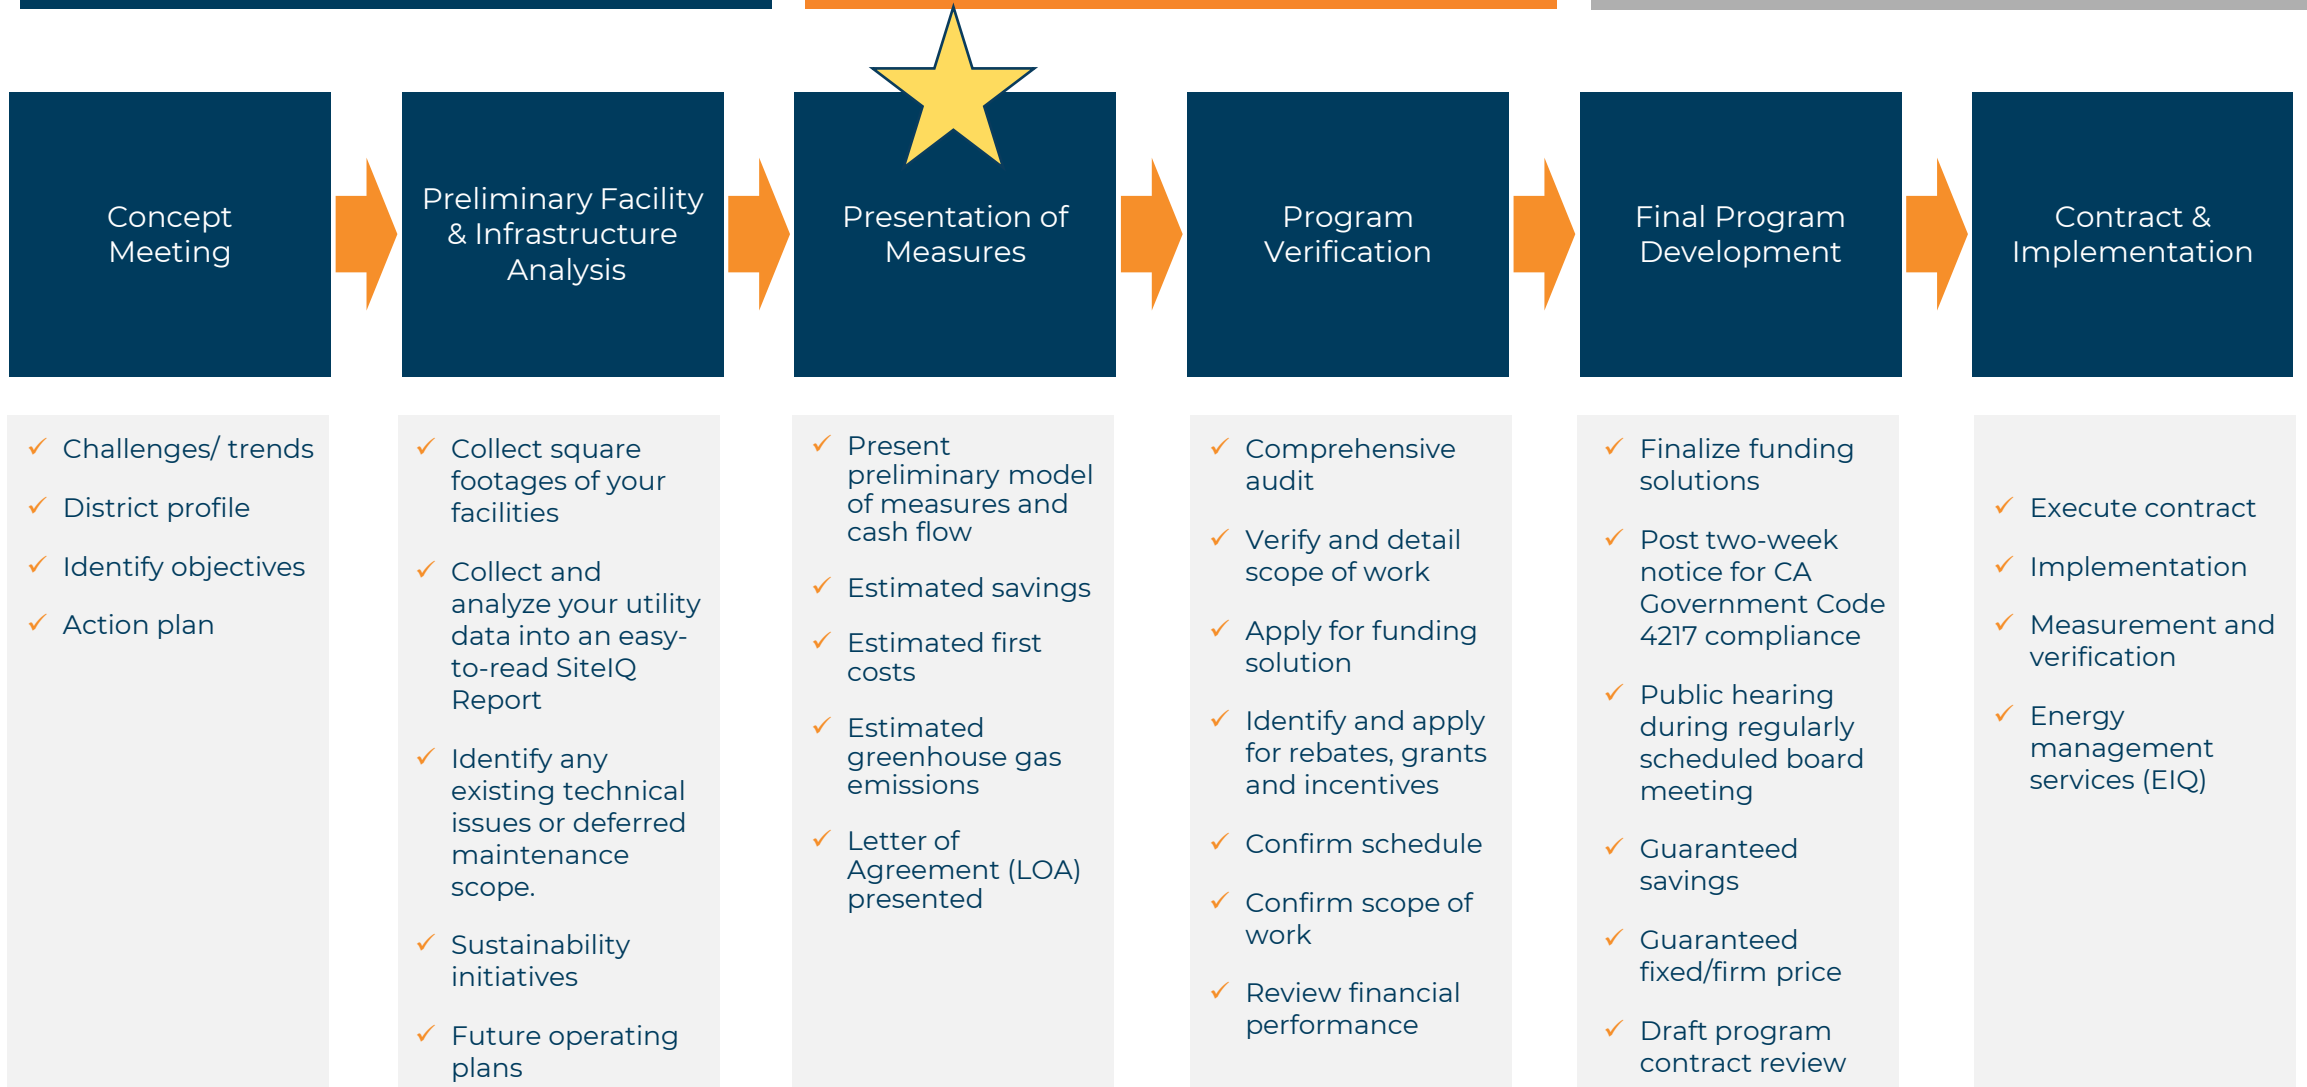 Concept
Meeting
Preliminary Facility
& Infrastructure
Analysis
Presentation of
Measures
Program
Verification
Final Program
Development
Contract &
Implementation
Challenges/ trends
District profile
Identify objectives
Action plan
Collect square
footages of your
facilities
Collect and
analyze your utility
data into an easy-
to-read SiteIQ
Report
Identify any
existing technical
issues or deferred
maintenance
scope.
Sustainability
initiatives
Future operating
plans
Present
preliminary model
of measures and
cash flow
Estimated savings
Estimated first
costs
Estimated
greenhouse gas
emissions
Letter of
Agreement (LOA)
presented
Comprehensive
audit
Verify and detail
scope of work
Apply for funding
solution
Identify and apply
for rebates, grants
and incentives
Confirm schedule
Confirm scope of
work
Review financial
performance
Finalize funding
solutions
Post two-week
notice for CA
Government Code
4217 compliance
Public hearing
during regularly
scheduled board
meeting
Guaranteed
savings
Guaranteed
fixed/firm price
Draft program
contract review
Execute contract
Implementation
Measurement and
verification
Energy
management
services (EIQ)